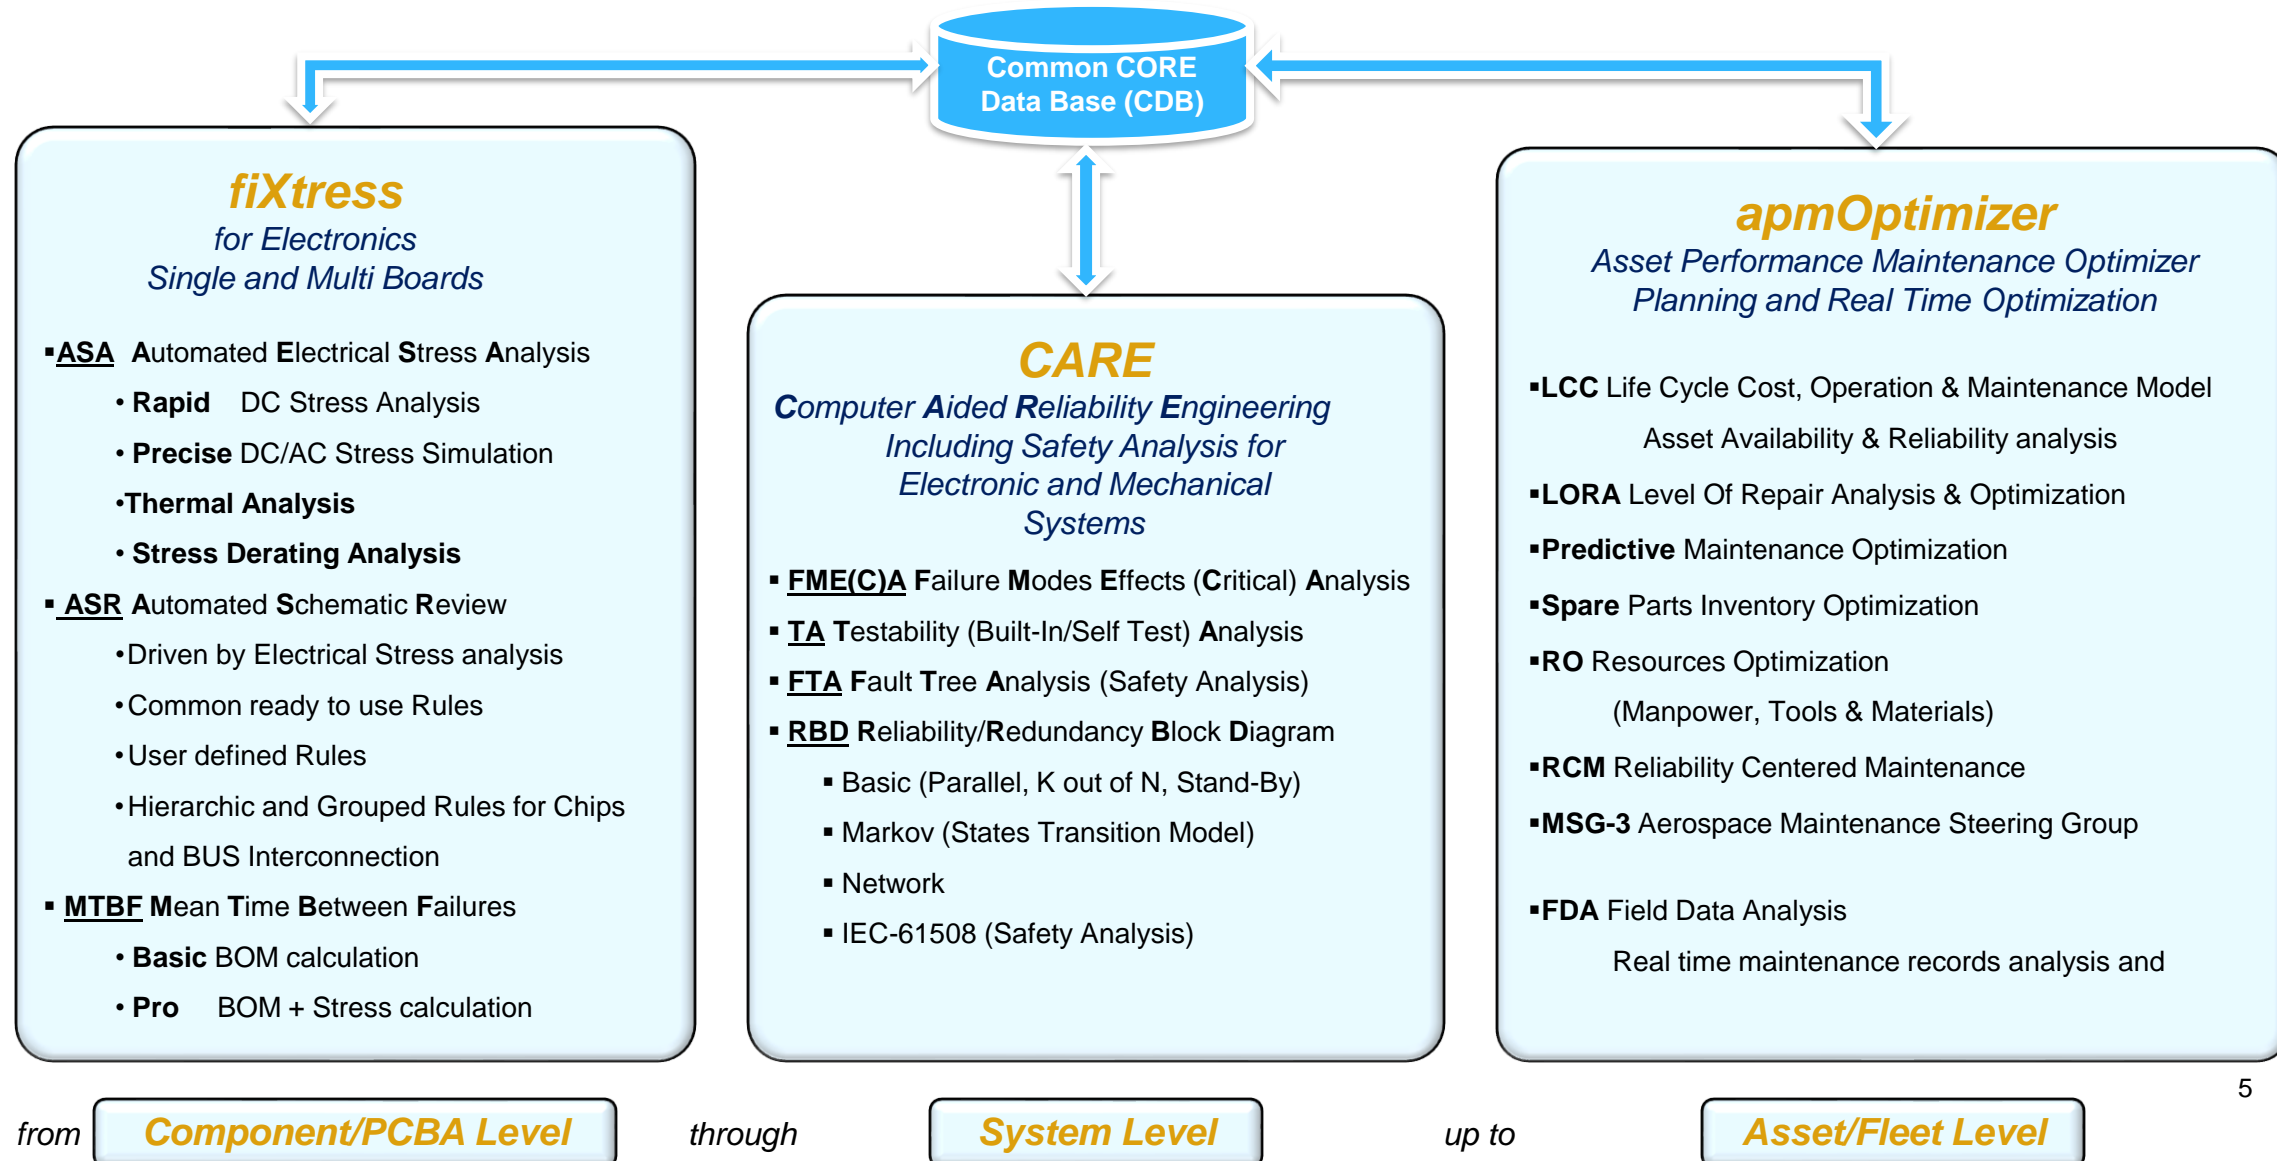 Common CORE
Data Base (CDB)
fiXtress
for Electronics
Single and Multi Boards
▪ASA Automated Electrical Stress Analysis
• Rapid DC Stress Analysis
• Precise DC/AC Stress Simulation
•Thermal Analysis
• Stress Derating Analysis
▪ ASR Automated Schematic Review
•Driven by Electrical Stress analysis
•Common ready to use Rules
•User defined Rules
•Hierarchic and Grouped Rules for Chips
and BUS Interconnection
▪ MTBF Mean Time Between Failures
• Basic BOM calculation
• Pro BOM + Stress calculation
CARE
Computer Aided Reliability Engineering
Including Safety Analysis for
Electronic and Mechanical
Systems
▪ FME(C)A Failure Modes Effects (Critical) Analysis
▪ TA Testability (Built-In/Self Test) Analysis
▪ FTA Fault Tree Analysis (Safety Analysis)
▪ RBD Reliability/Redundancy Block Diagram
▪ Basic (Parallel, K out of N, Stand-By)
▪ Markov (States Transition Model)
▪ Network
▪ IEC-61508 (Safety Analysis)
apmOptimizer
Asset Performance Maintenance Optimizer
Planning and Real Time Optimization
▪LCC Life Cycle Cost, Operation & Maintenance Model
Asset Availability & Reliability analysis
▪LORA Level Of Repair Analysis & Optimization
▪Predictive Maintenance Optimization
▪Spare Parts Inventory Optimization
▪RO Resources Optimization
(Manpower, Tools & Materials)
▪RCM Reliability Centered Maintenance
▪MSG-3 Aerospace Maintenance Steering Group
▪FDA Field Data Analysis
Real time maintenance records analysis and
5
from Component/PCBA Level through System Level up to Asset/Fleet Level